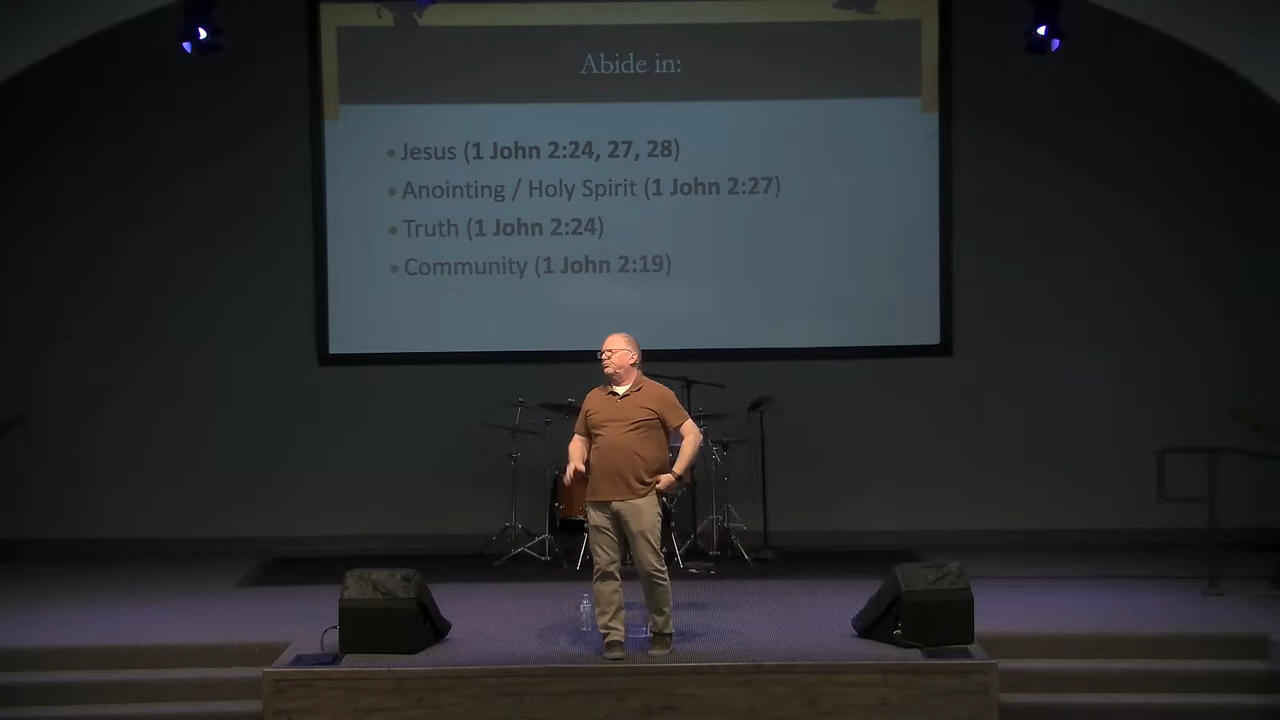 Abide in:
• Jesus (1 John 2:24, 27, 28)
• Anointing / Holy Spirit (1 John 2:27)
• Truth (1 John 2:24)
• Community (1 John 2:19)